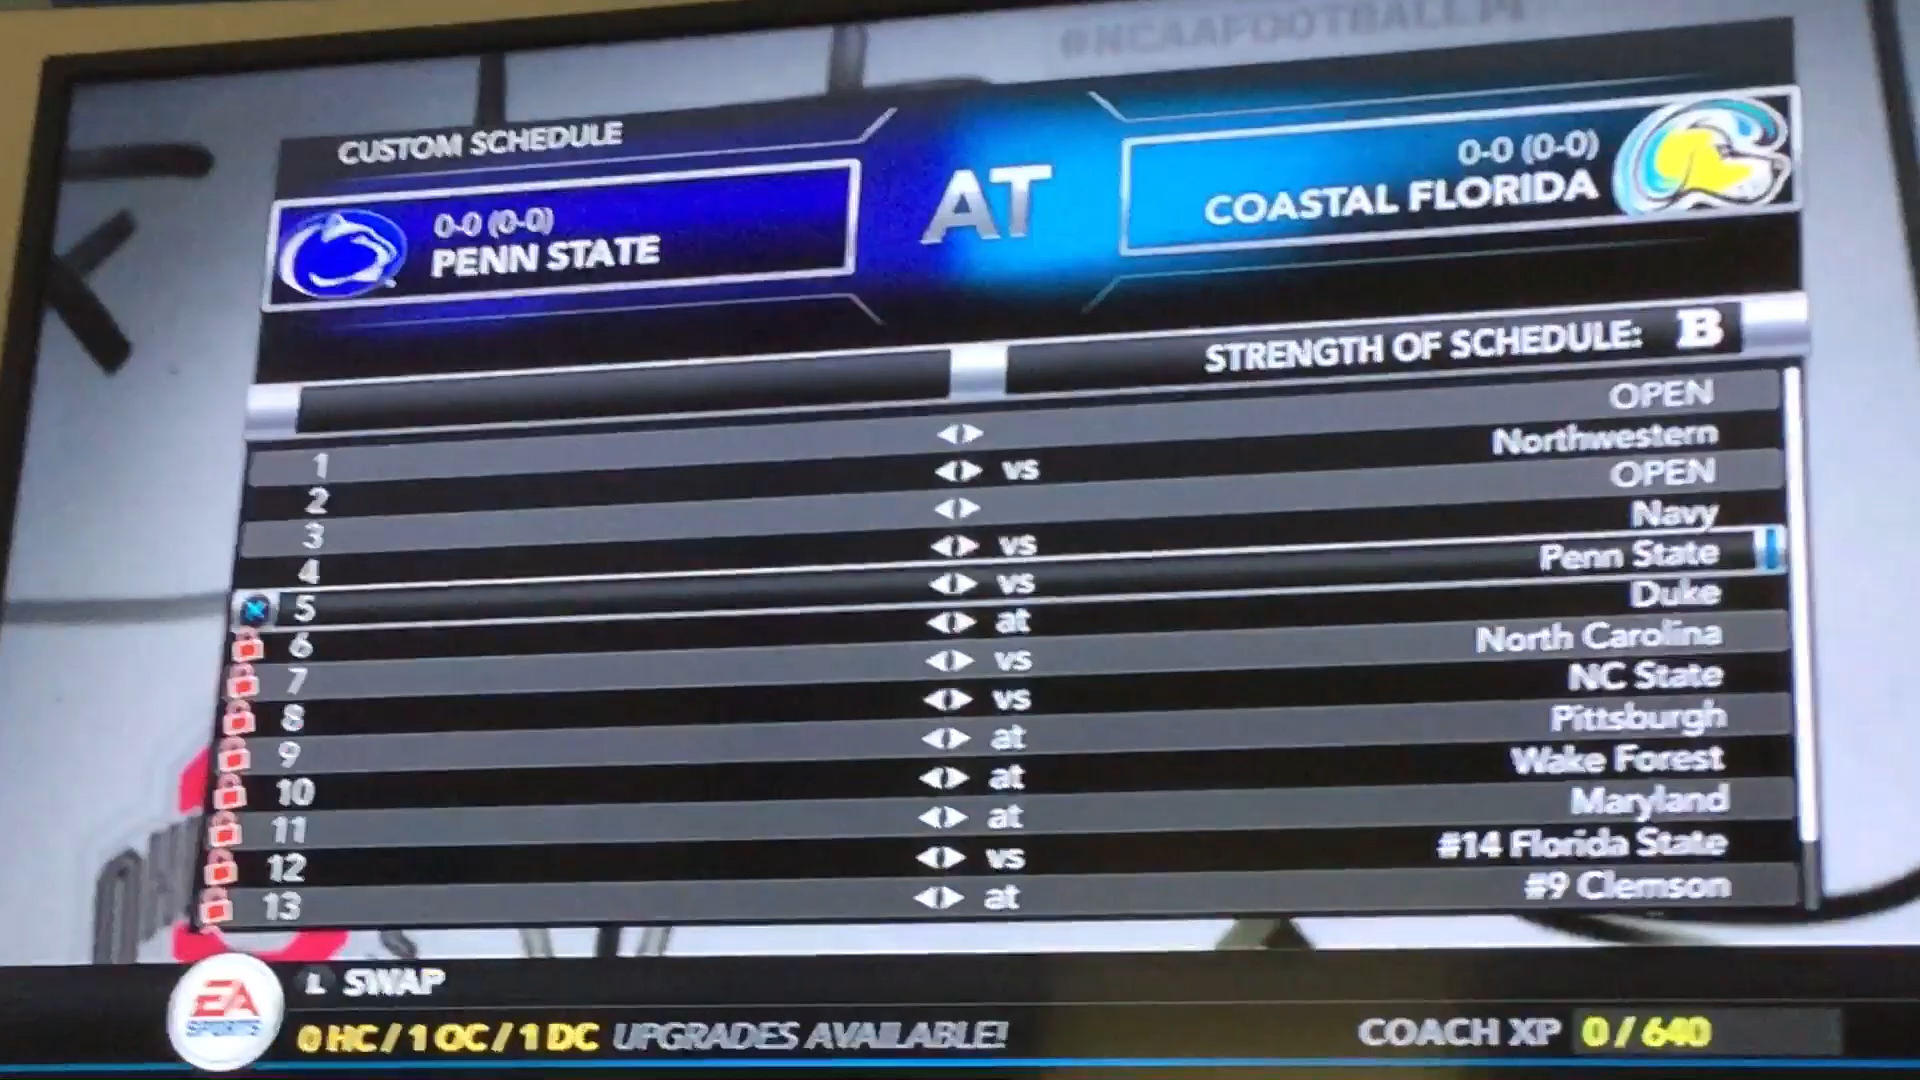 #NCAAFOOTBALL14
CUSTOM SCHEDULE
0-0 (0-0)
PENN STATE
AT
0-0 (0-0)
COASTAL FLORIDA
STRENGTH OF SCHEDULE: B
1 OPEN
2 vs Northwestern
3 OPEN
4 vs Navy
5 vs Penn State
6 at Duke
7 vs North Carolina
8 vs NC State
9 at Pittsburgh
10 at Wake Forest
11 at Maryland
12 vs #14 Florida State
13 at #9 Clemson
L SWAP
EA SPORTS
0 HC / 1 OC / 1 DC UPGRADES AVAILABLE!
COACH XP 0 / 640